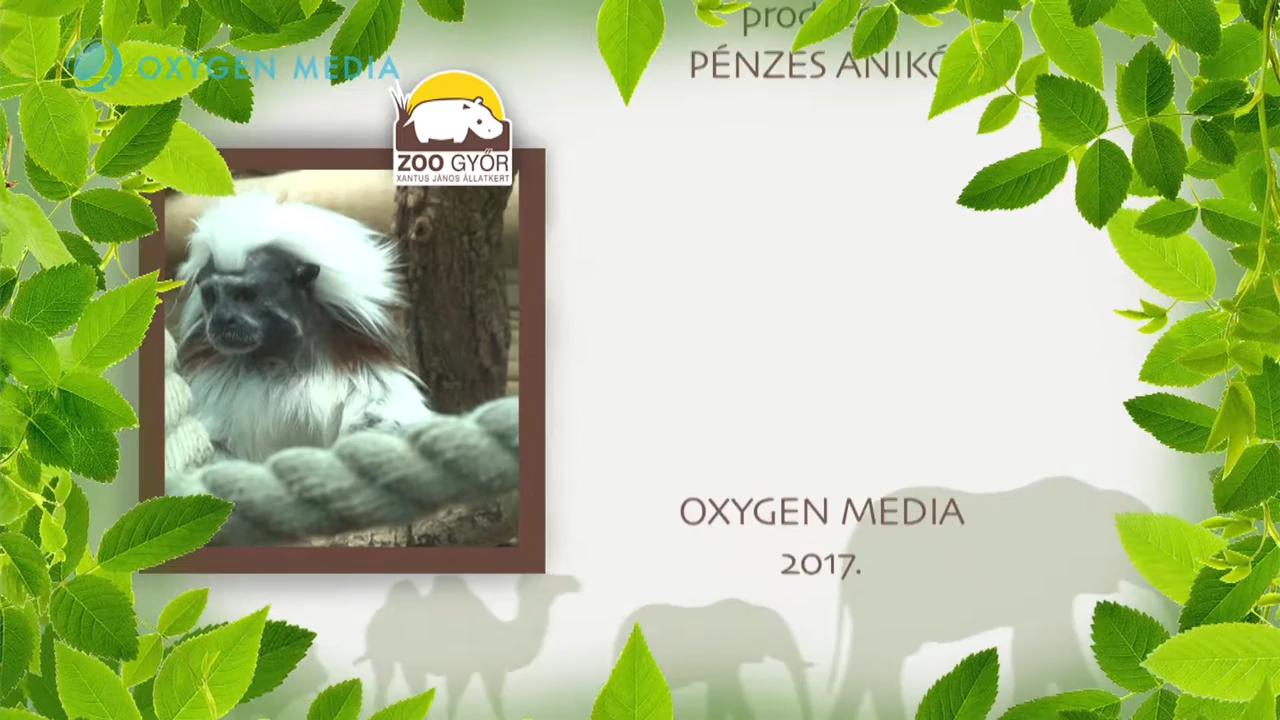 PÉNZES ANIKÓ
OXYGEN MEDIA
ZOO GYŐR
XANTUS JÁNOS ÁLLATKERT
OXYGEN MEDIA
2017.